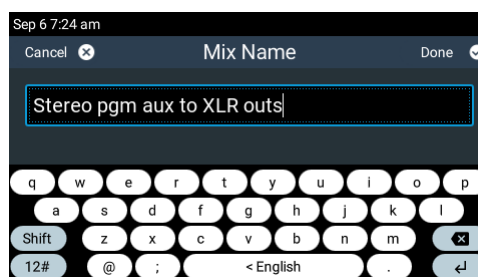 Sep 6 7:24 am
Cancel Mix Name Done
Stereo pgm aux to XLR outs
q w e r t y u i o p
a s d f g h j k l
Shift z x c v b n m
12# @ ; < English .